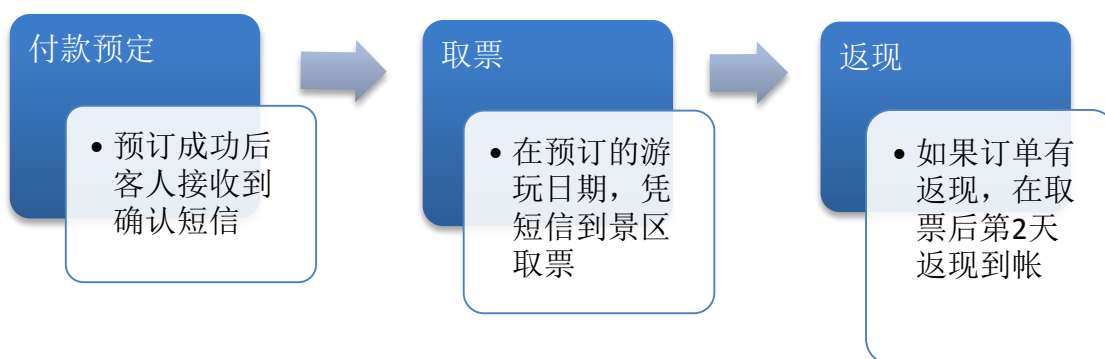 付款预定
• 预订成功后
客人接收到
确认短信
取票
• 在预订的游
玩日期，凭
短信到景区
取票
返现
• 如果订单有
返现，在取
票后第2天
返现到帐